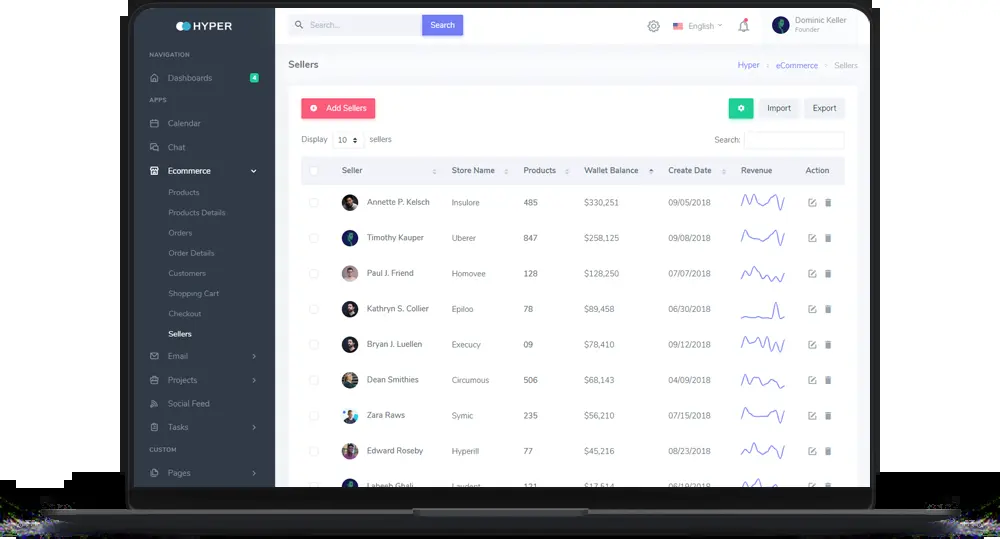 HYPER
Search...
Search
English
Dominic Keller
Founder
NAVIGATION
Dashboards
4
APPS
Calendar
Chat
Ecommerce
Products
Products Details
Orders
Order Details
Customers
Shopping Cart
Checkout
Sellers
Email
Projects
Social Feed
Tasks
CUSTOM
Pages
Sellers
Hyper › eCommerce › Sellers
Add Sellers
Import
Export
Display 10 sellers
Search:
Seller Store Name Products Wallet Balance Create Date Revenue Action
Annette P. Kelsch Insulore 485 $330,251 09/05/2018
Timothy Kauper Uberer 847 $258,125 09/08/2018
Paul J. Friend Homovee 128 $128,250 07/07/2018
Kathryn S. Collier Epiloo 78 $89,458 06/30/2018
Bryan J. Luellen Execucy 09 $78,410 09/12/2018
Dean Smithies Circumous 506 $68,143 04/09/2018
Zara Raws Symic 235 $56,210 07/15/2018
Edward Roseby Hyperill 77 $45,216 08/23/2018
Labeeb Ghali 121 $17,514 06/19/2018